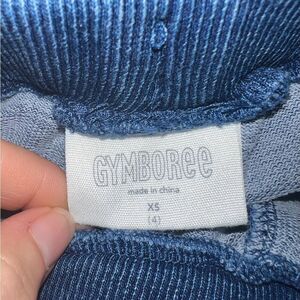 GYMBOREE
made in china
XS
(4)